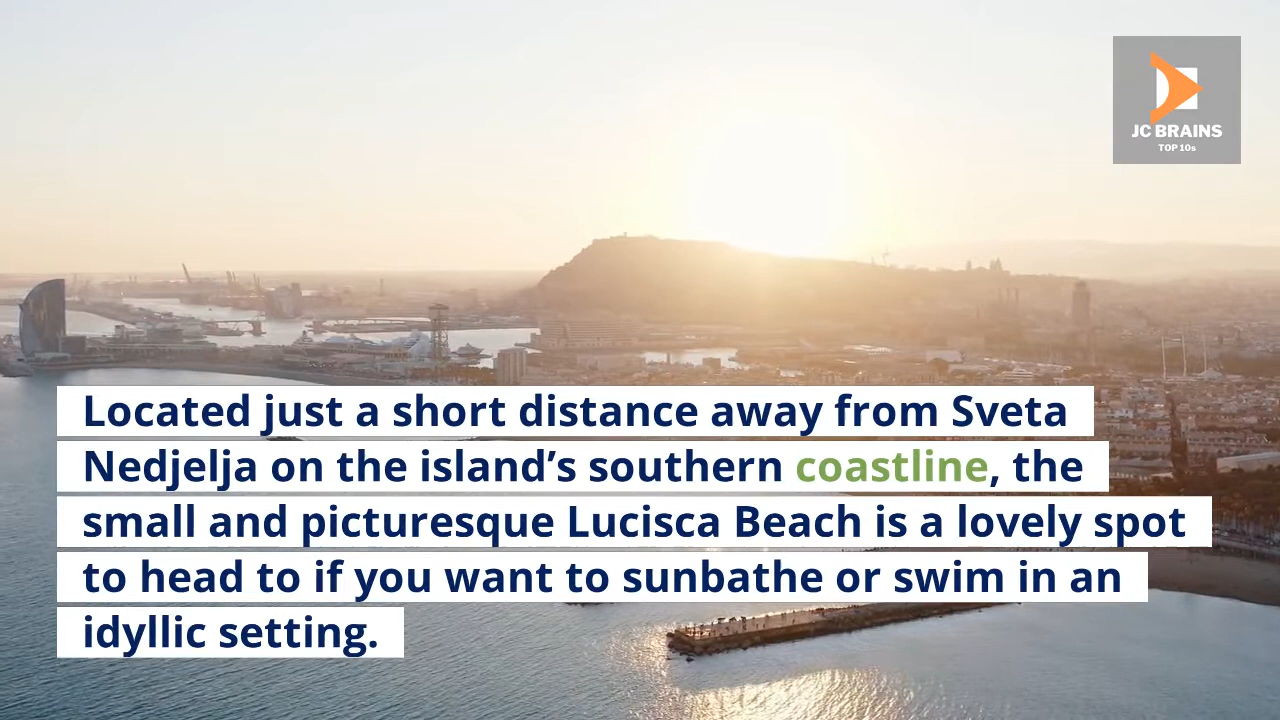 JC BRAINS
TOP 10s
Located just a short distance away from Sveta
Nedjelja on the island’s southern coastline, the
small and picturesque Lucisca Beach is a lovely spot
to head to if you want to sunbathe or swim in an
idyllic setting.